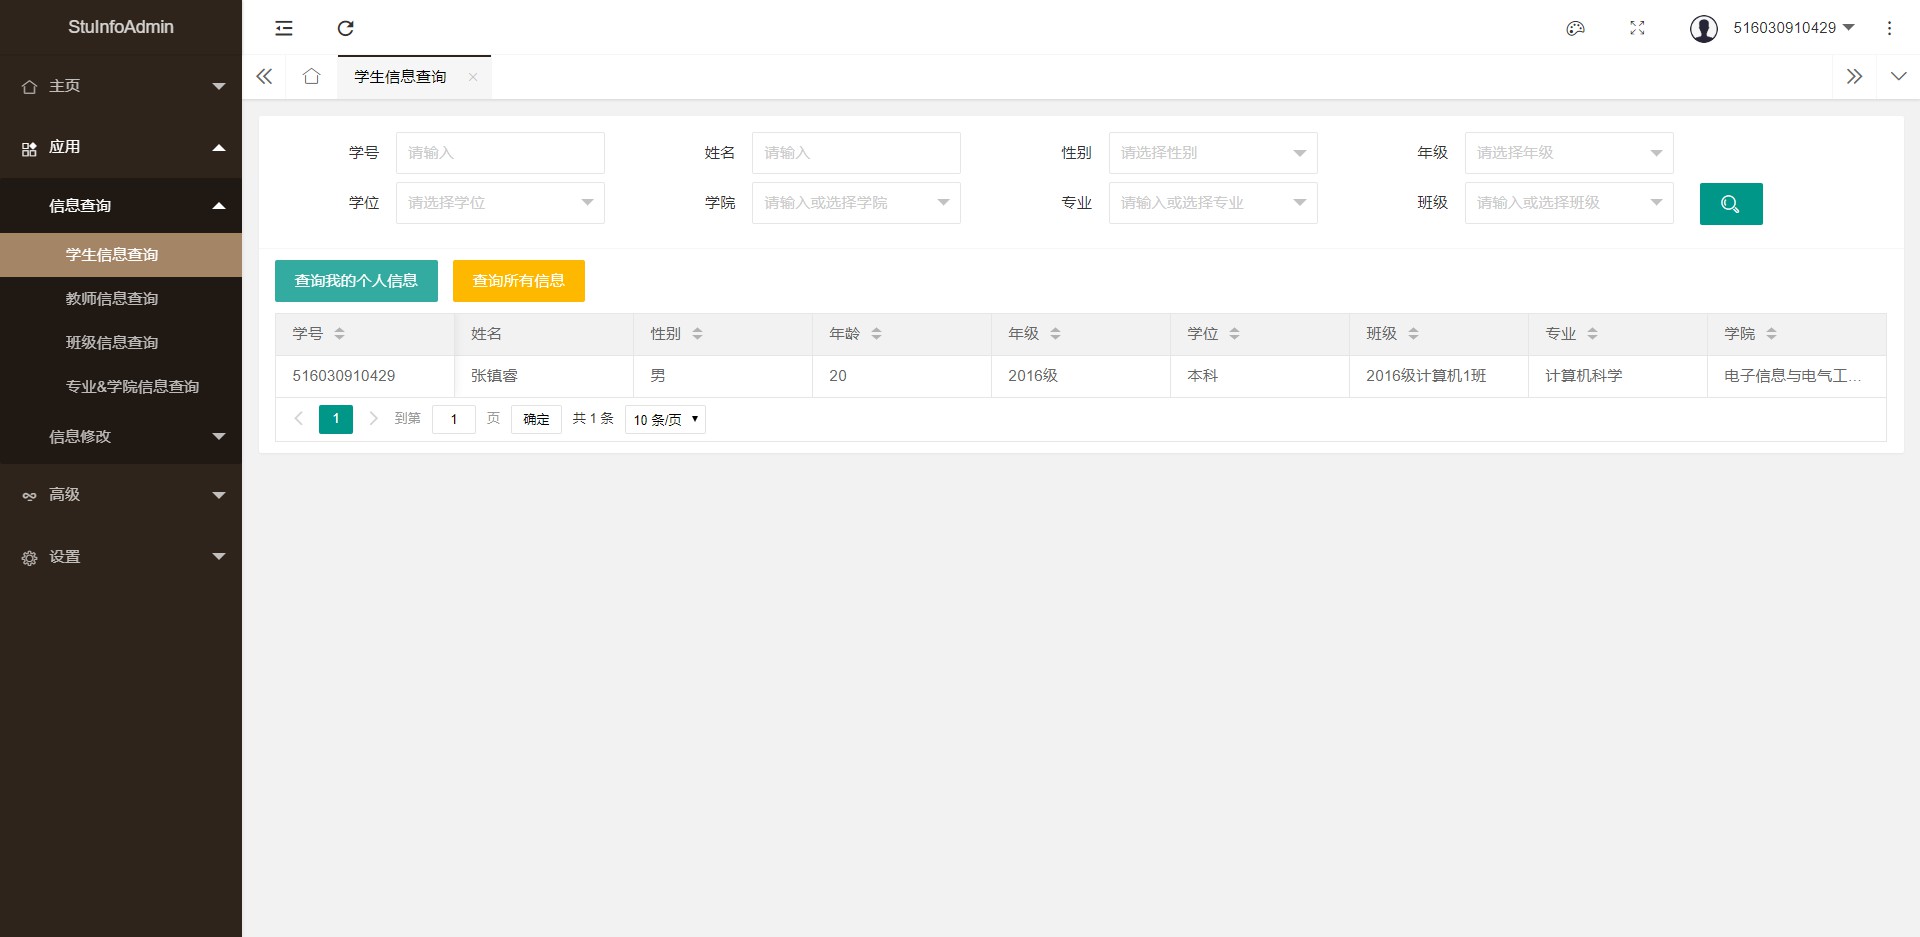 StuInfoAdmin
516030910429
主页
学生信息查询
应用
学号 请输入 姓名 请输入 性别 请选择性别 年级 请选择年级
信息查询
学位 请选择学位 学院 请输入或选择学院 专业 请输入或选择专业 班级 请输入或选择班级
学生信息查询
教师信息查询
班级信息查询
专业&学院信息查询
信息修改
高级
设置
查询我的个人信息 查询所有信息
学号 姓名 性别 年龄 年级 学位 班级 专业 学院
516030910429 张镇睿 男 20 2016级 本科 2016级计算机1班 计算机科学 电子信息与电气工...
1 到第 1 页 确定 共 1 条 10 条/页